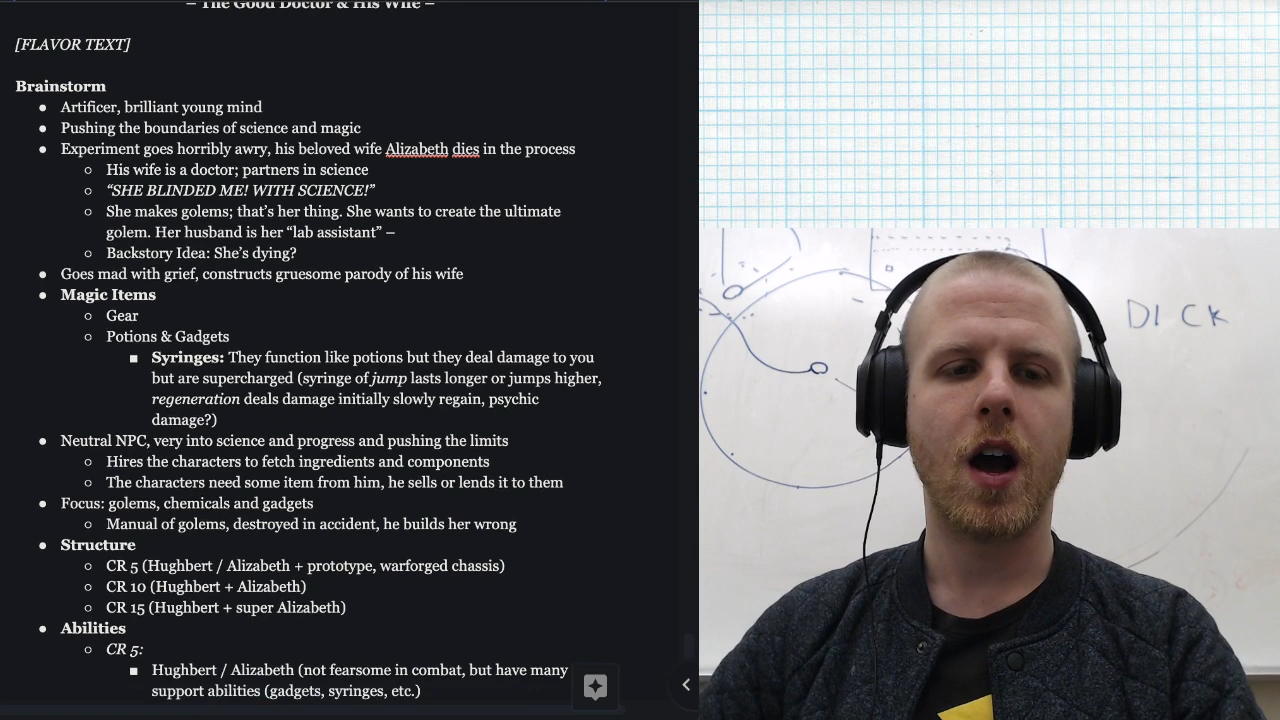 – The Good Doctor & His Wife –
[FLAVOR TEXT]
Brainstorm
● Artificer, brilliant young mind
● Pushing the boundaries of science and magic
● Experiment goes horribly awry, his beloved wife Alizabeth dies in the process
○ His wife is a doctor; partners in science
○ “SHE BLINDED ME! WITH SCIENCE!”
○ She makes golems; that’s her thing. She wants to create the ultimate
golem. Her husband is her “lab assistant” –
○ Backstory Idea: She’s dying?
● Goes mad with grief, constructs gruesome parody of his wife
● Magic Items
○ Gear
○ Potions & Gadgets
■ Syringes: They function like potions but they deal damage to you
but are supercharged (syringe of jump lasts longer or jumps higher,
regeneration deals damage initially slowly regain, psychic
damage?)
● Neutral NPC, very into science and progress and pushing the limits
○ Hires the characters to fetch ingredients and components
○ The characters need some item from him, he sells or lends it to them
● Focus: golems, chemicals and gadgets
○ Manual of golems, destroyed in accident, he builds her wrong
● Structure
○ CR 5 (Hughbert / Alizabeth + prototype, warforged chassis)
○ CR 10 (Hughbert + Alizabeth)
○ CR 15 (Hughbert + super Alizabeth)
● Abilities
○ CR 5:
■ Hughbert / Alizabeth (not fearsome in combat, but have many
support abilities (gadgets, syringes, etc.)
DICK